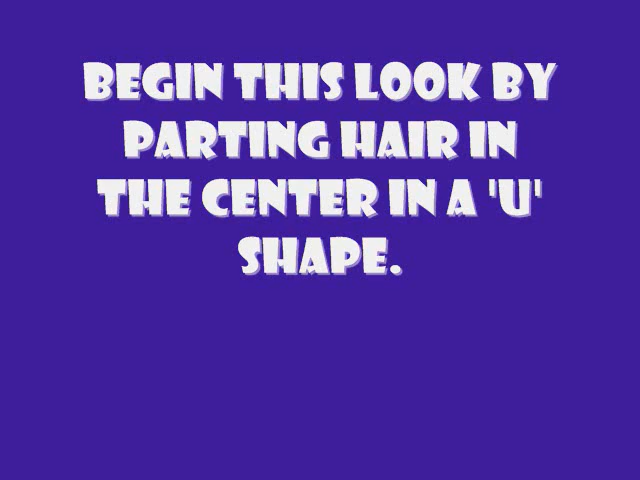 BEGIN THIS LOOK BY
PARTING HAIR IN
THE CENTER IN A 'U'
SHAPE.